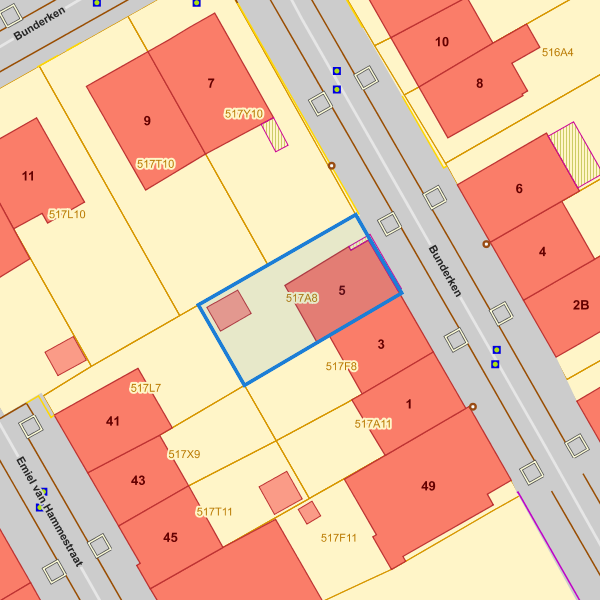 Bunderken
10
516A4
8
7
9
517Y10
517T10
11
6
517L10
4
Bunderken
517A8
5
2B
3
517F8
517L7
1
517A11
41
517X9
43
49
Emiel van Hammestraat
517T11
45
517F11